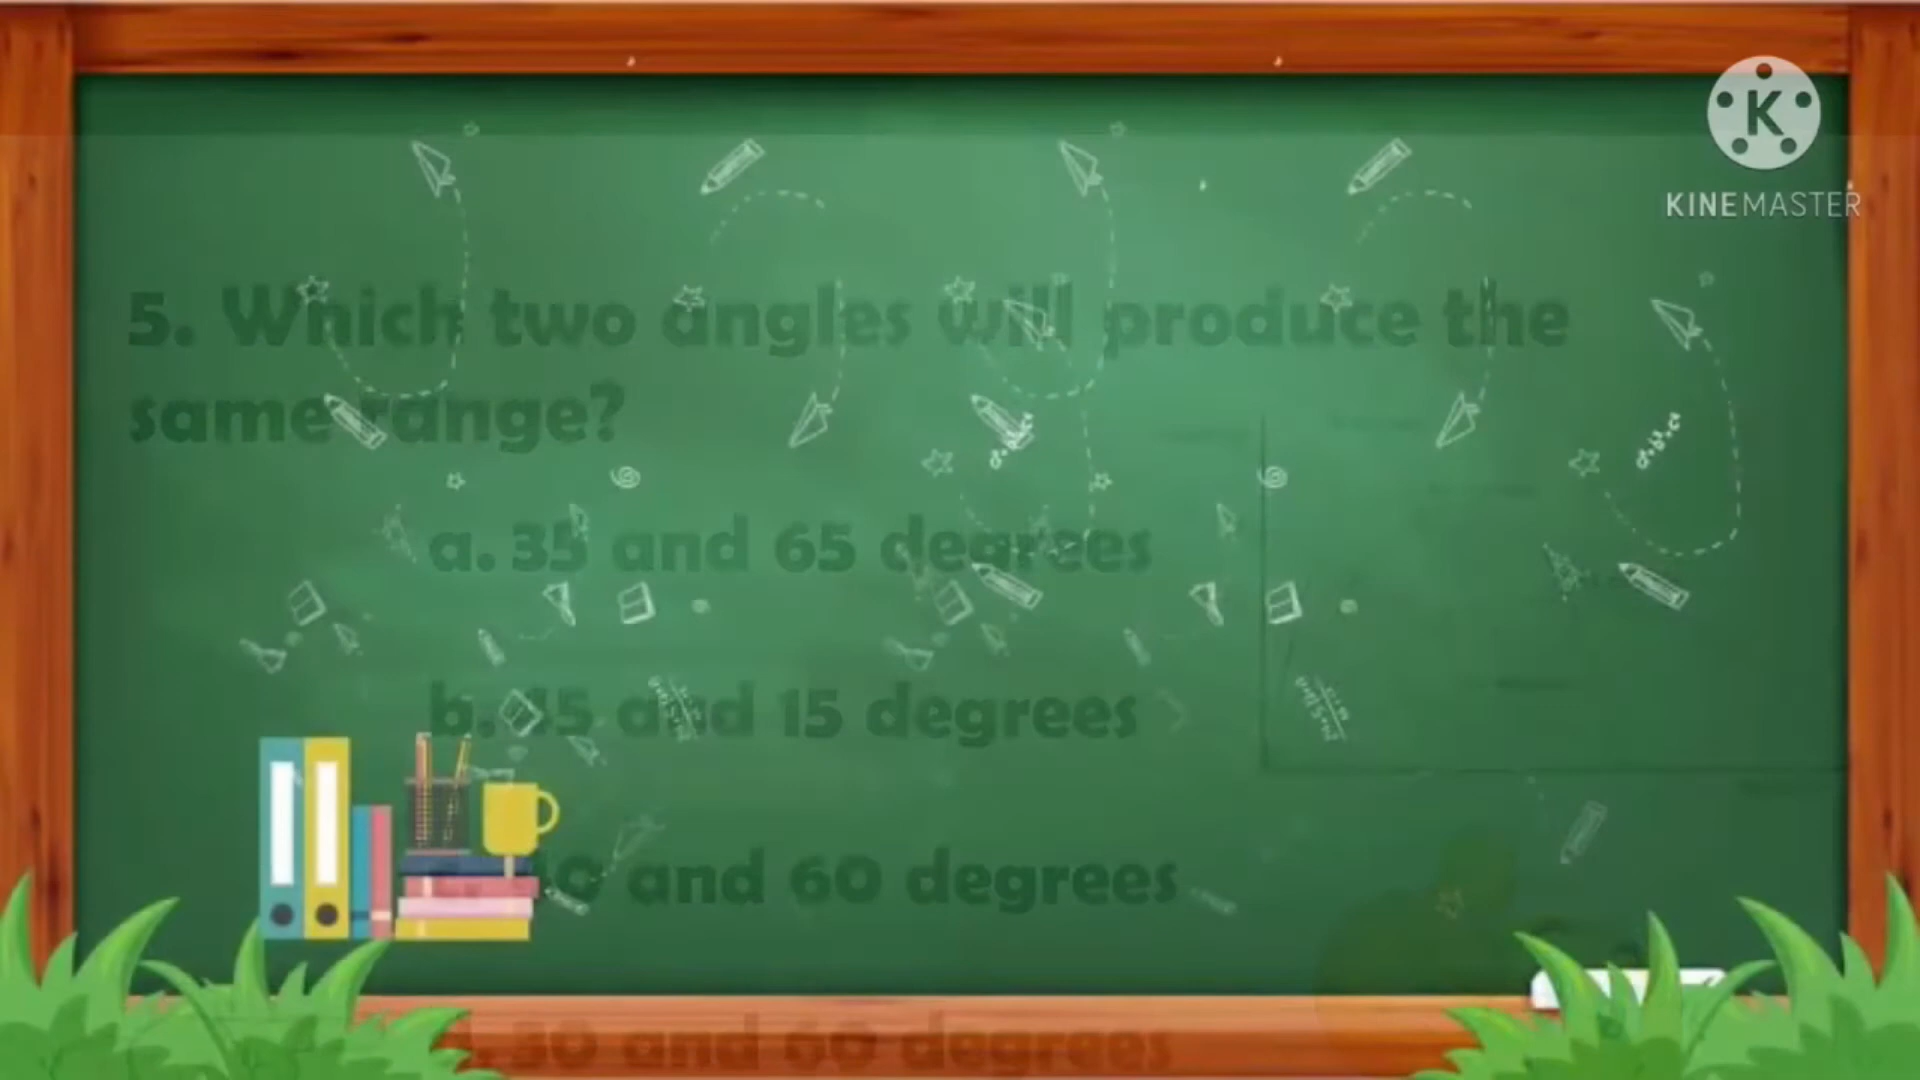 K
KINEMASTER
5. Which two angles will produce the
same range?
a. 35 and 65 degrees
b. 45 and 15 degrees
and 60 degrees
30 and 60 degrees